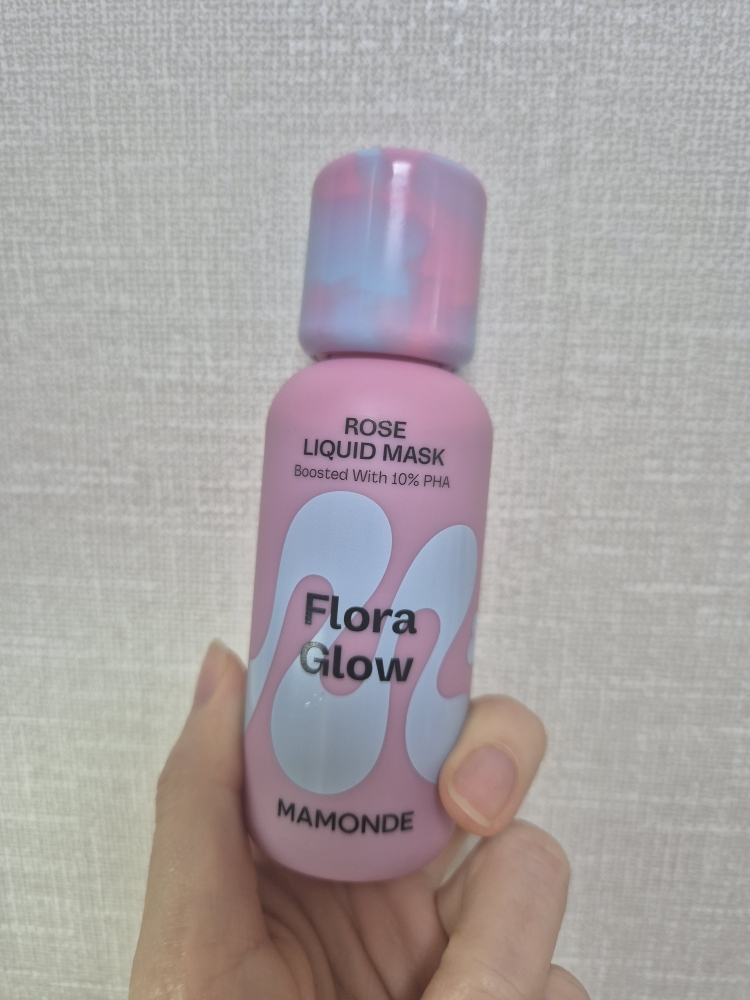 ROSE
LIQUID MASK
Boosted With 10% PHA
Flora
Glow
MAMONDE